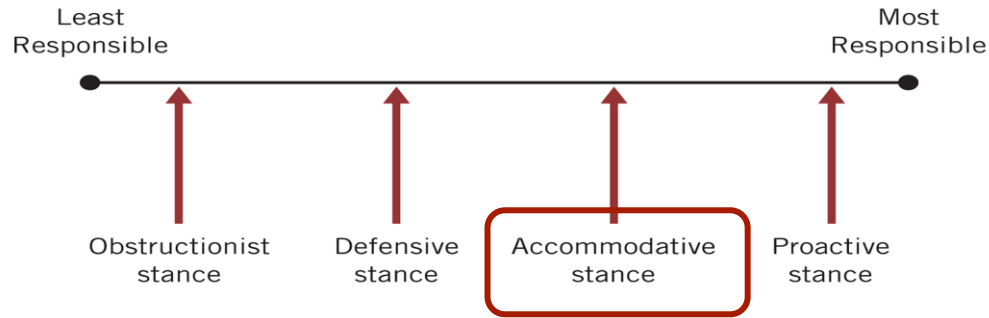 Least
Responsible
Most
Responsible
Obstructionist
stance
Defensive
stance
Accommodative
stance
Proactive
stance